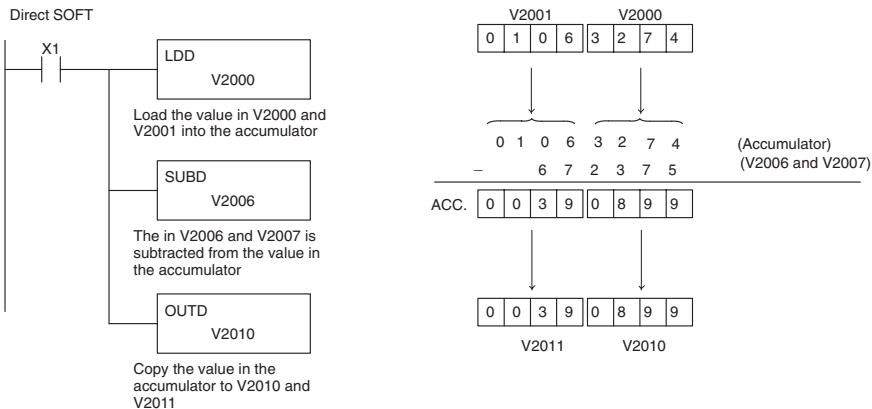 Direct SOFT
X1
LDD
V2000
Load the value in V2000 and
V2001 into the accumulator
SUBD
V2006
The in V2006 and V2007 is
subtracted from the value in
the accumulator
OUTD
V2010
Copy the value in the
accumulator to V2010 and
V2011
V2001 V2000
0 1 0 6 3 2 7 4
0 1 0 6 3 2 7 4 (Accumulator)
– 6 7 2 3 7 5 (V2006 and V2007)
ACC. 0 0 3 9 0 8 9 9
0 0 3 9 0 8 9 9
V2011 V2010